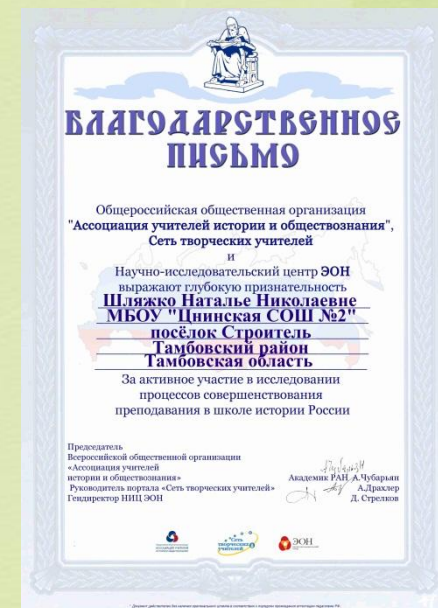 БЛАГОДАРСТВЕННОЕ
ПИСЬМО
Общероссийская общественная организация
"Ассоциация учителей истории и обществознания",
Сеть творческих учителей
и
Научно-исследовательский центр ЭОН
выражают глубокую признательность
Шляжко Наталье Николаевне
МБОУ "Цнинская СОШ №2"
посёлок Строитель
Тамбовский район
Тамбовская область
За активное участие в исследовании
процессов совершенствования
преподавания в школе истории России
Председатель
Всероссийской общественной организации
«Ассоциация учителей
истории и обществознания»
Академик РАН, А.Чубарьян
Руководитель портала «Сеть творческих учителей»
А.Драхлер
Гендиректор НИЦ ЭОН
Д. Стрелков
Сеть
творческих
учителей
ЭОН